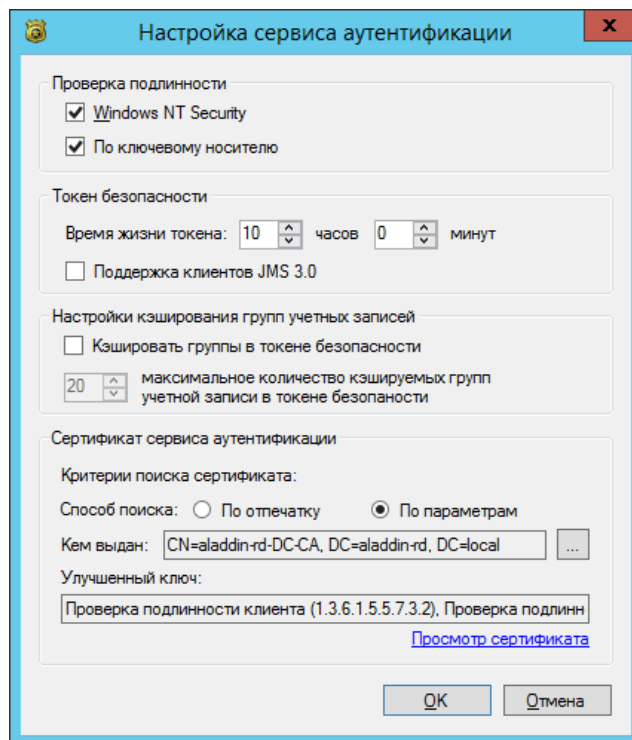 Настройка сервиса аутентификации
x
Проверка подлинности
Windows NT Security
По ключевому носителю
Токен безопасности
Время жизни токена: 10 часов 0 минут
Поддержка клиентов JMS 3.0
Настройки кэширования групп учетных записей
Кэшировать группы в токене безопасности
20 максимальное количество кэшируемых групп
учетной записи в токене безопаности
Сертификат сервиса аутентификации
Критерии поиска сертификата:
Способ поиска: По отпечатку По параметрам
Кем выдан: CN=aladdin-rd-DC-CA, DC=aladdin-rd, DC=local ...
Улучшенный ключ:
Проверка подлинности клиента (1.3.6.1.5.5.7.3.2), Проверка подлинн
Просмотр сертификата
OK Отмена